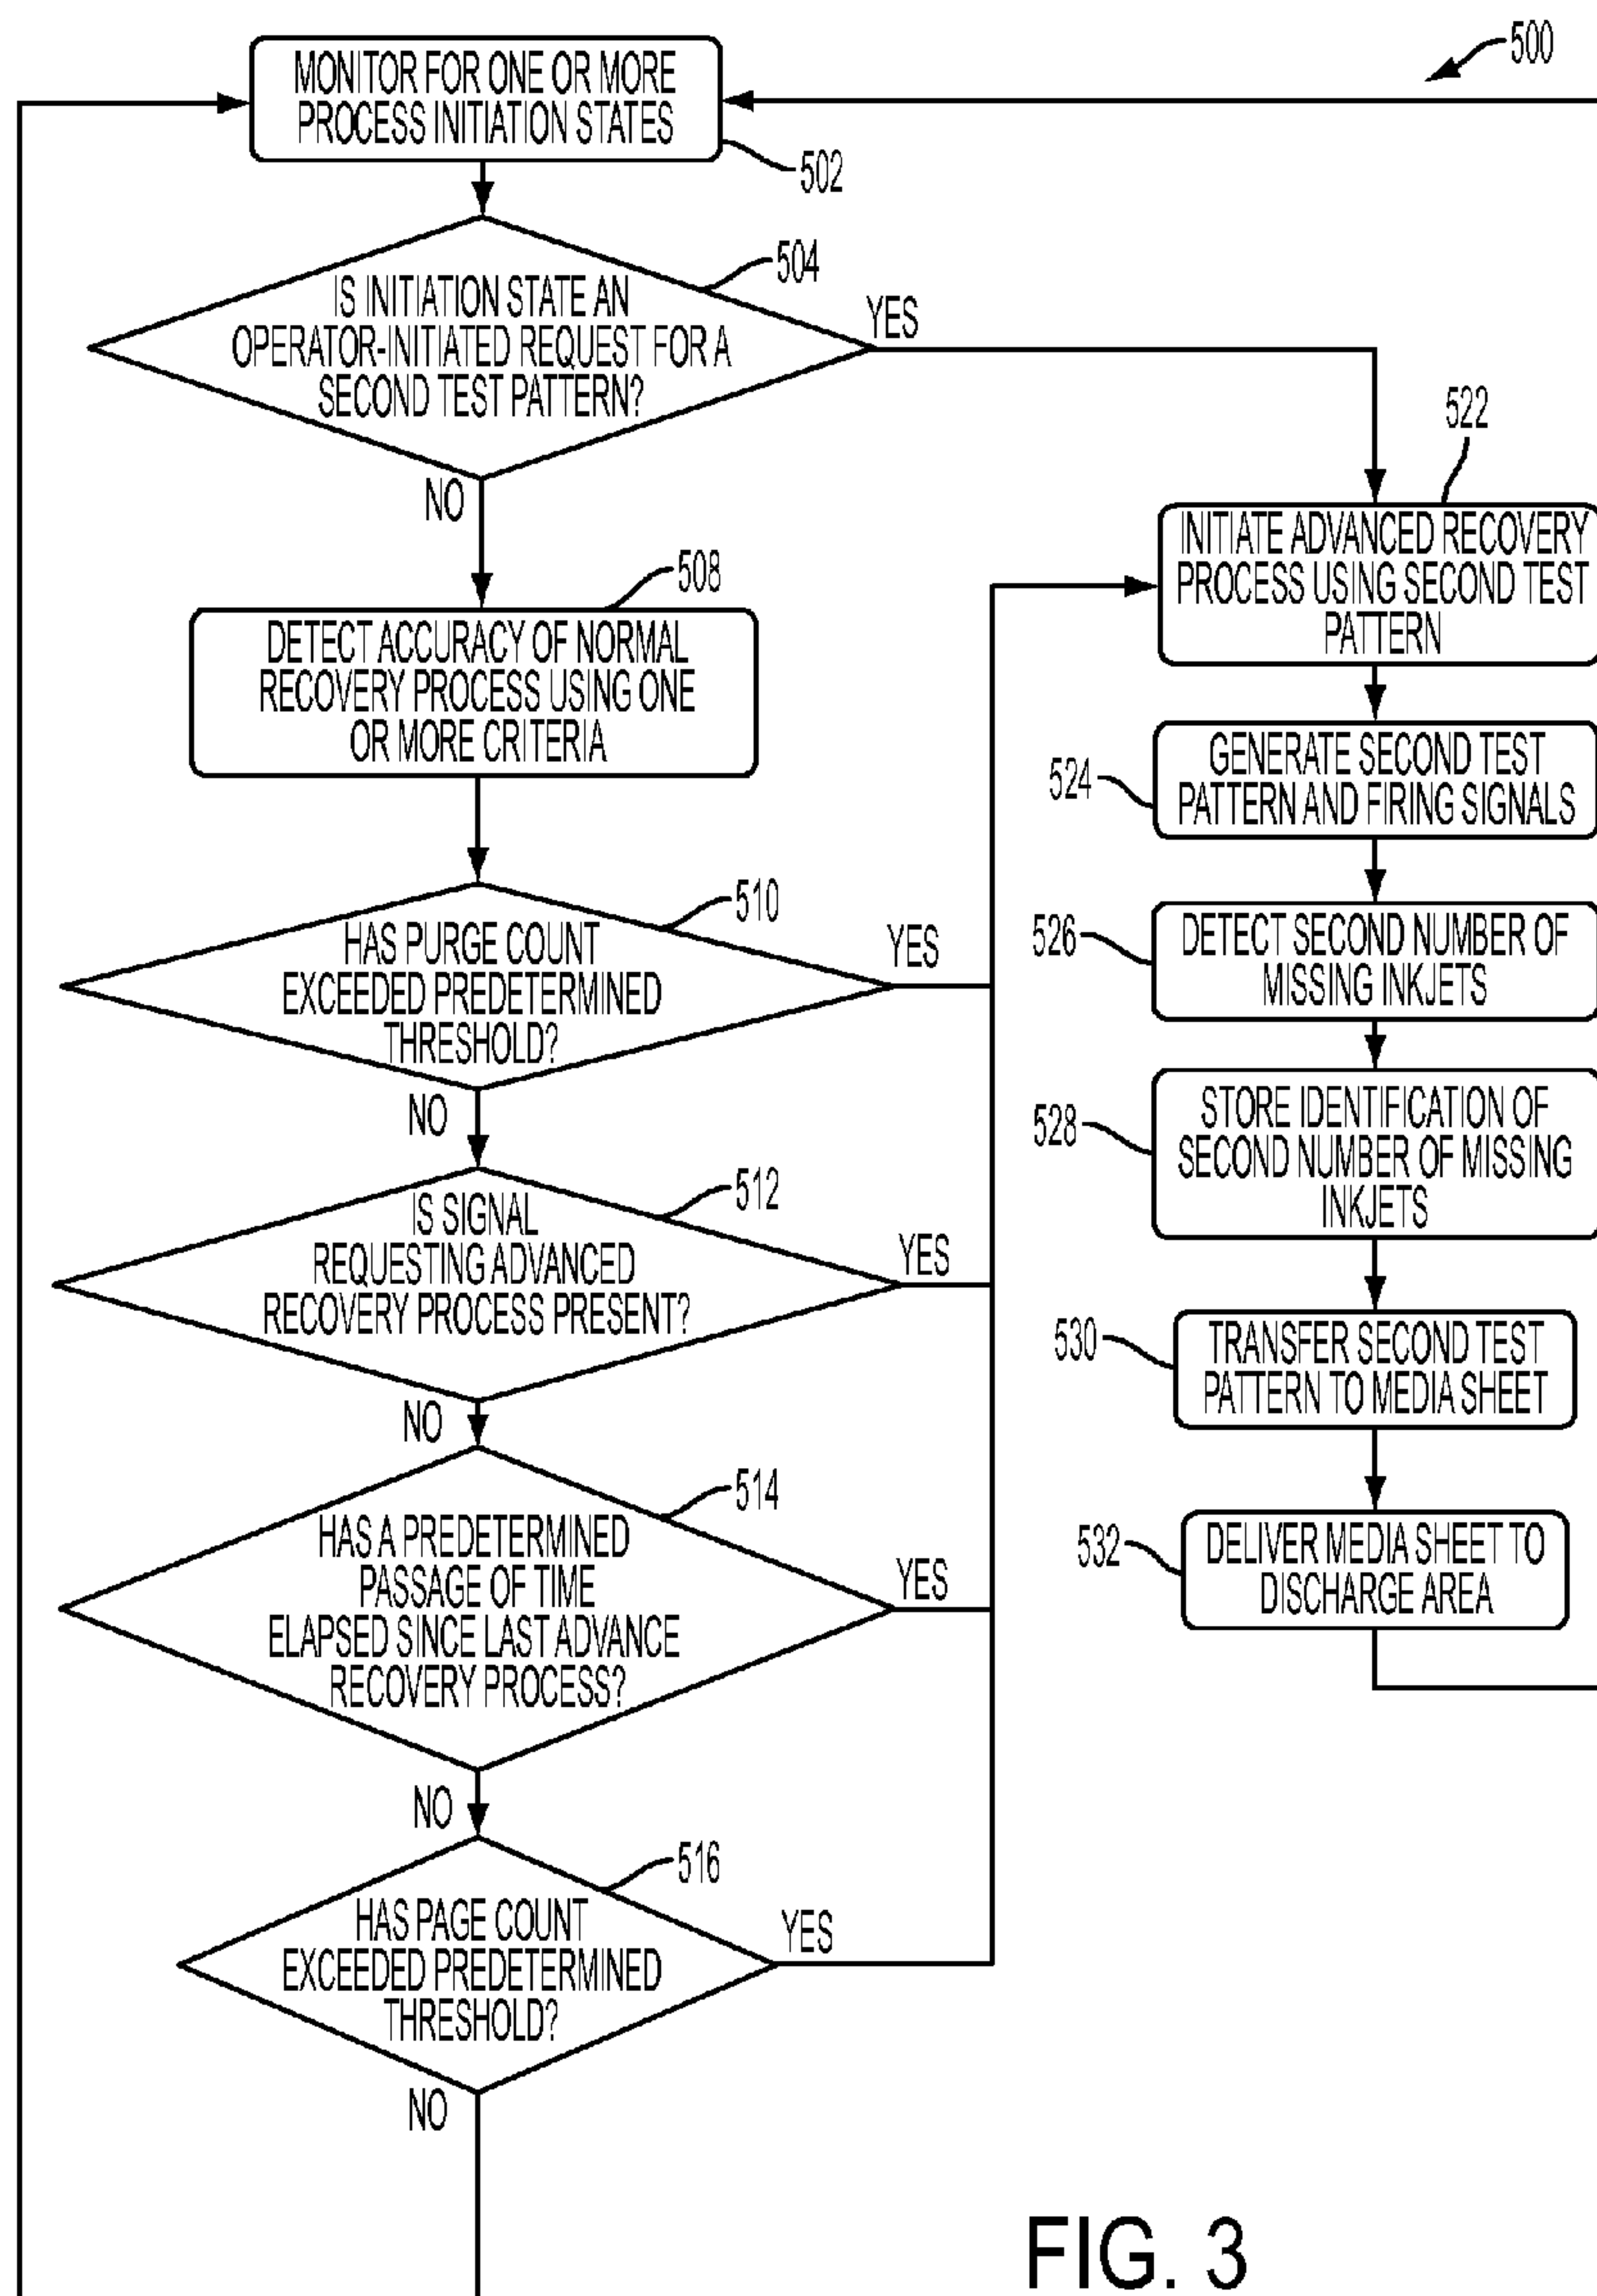 500
MONITOR FOR ONE OR MORE
PROCESS INITIATION STATES
502
504
IS INITIATION STATE AN
OPERATOR-INITIATED REQUEST FOR A
SECOND TEST PATTERN?
YES
NO
508
DETECT ACCURACY OF NORMAL
RECOVERY PROCESS USING ONE
OR MORE CRITERIA
510
HAS PURGE COUNT
EXCEEDED PREDETERMINED
THRESHOLD?
YES
NO
512
IS SIGNAL
REQUESTING ADVANCED
RECOVERY PROCESS PRESENT?
YES
NO
514
HAS A PREDETERMINED
PASSAGE OF TIME
ELAPSED SINCE LAST ADVANCE
RECOVERY PROCESS?
YES
NO
516
HAS PAGE COUNT
EXCEEDED PREDETERMINED
THRESHOLD?
YES
NO
522
INITIATE ADVANCED RECOVERY
PROCESS USING SECOND TEST
PATTERN
524
GENERATE SECOND TEST
PATTERN AND FIRING SIGNALS
526
DETECT SECOND NUMBER OF
MISSING INKJETS
528
STORE IDENTIFICATION OF
SECOND NUMBER OF MISSING
INKJETS
530
TRANSFER SECOND TEST
PATTERN TO MEDIA SHEET
532
DELIVER MEDIA SHEET TO
DISCHARGE AREA
FIG. 3